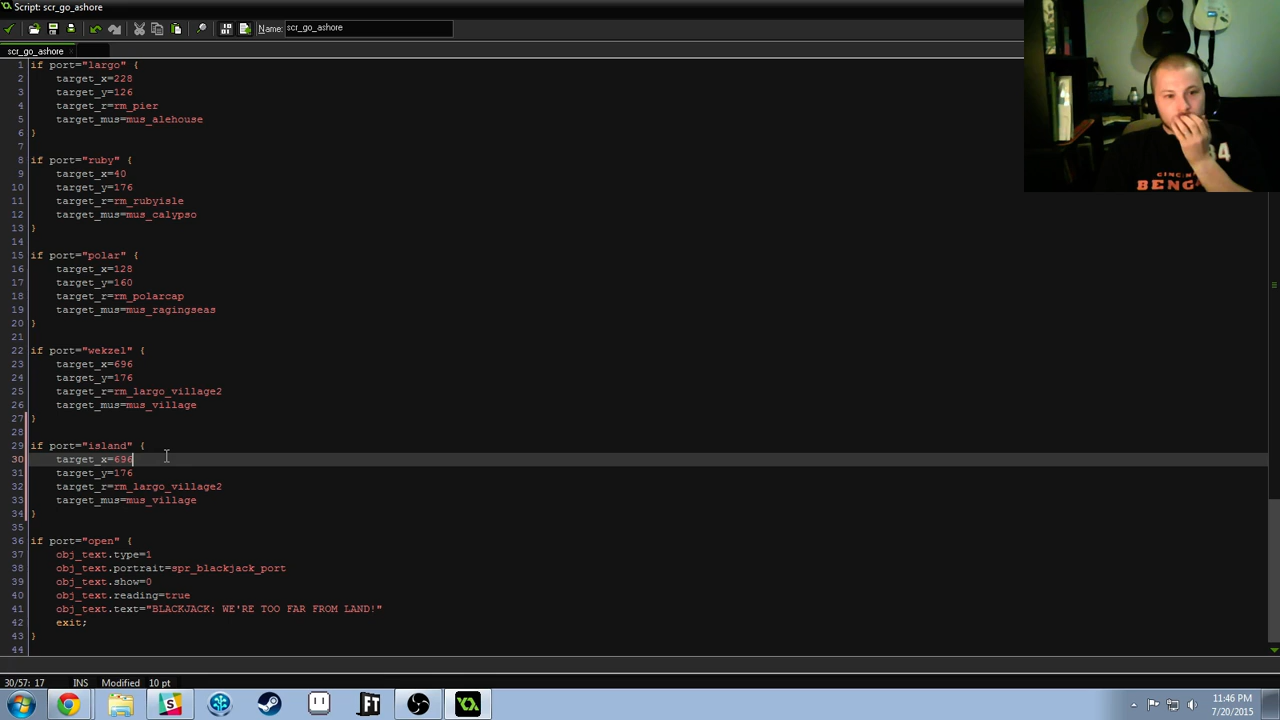 Script: scr_go_ashore
Name: scr_go_ashore
scr_go_ashore
1 if port="largo" {
2 target_x=228
3 target_y=126
4 target_r=rm_pier
5 target_mus=mus_alehouse
6 }
7
8 if port="ruby" {
9 target_x=40
10 target_y=176
11 target_r=rm_rubyisle
12 target_mus=mus_calypso
13 }
14
15 if port="polar" {
16 target_x=128
17 target_y=160
18 target_r=rm_polarcap
19 target_mus=mus_ragingseas
20 }
21
22 if port="wekzel" {
23 target_x=696
24 target_y=176
25 target_r=rm_largo_village2
26 target_mus=mus_village
27 }
28
29 if port="island" {
30 target_x=696
31 target_y=176
32 target_r=rm_largo_village2
33 target_mus=mus_village
34 }
35
36 if port="open" {
37 obj_text.type=1
38 obj_text.portrait=spr_blackjack_port
39 obj_text.show=0
40 obj_text.reading=true
41 obj_text.text="BLACKJACK: WE'RE TOO FAR FROM LAND!"
42 exit;
43 }
44
30/57: 17 INS Modified 10 pt
FT
11:46 PM
7/20/2015
84
CINCIN
BENG